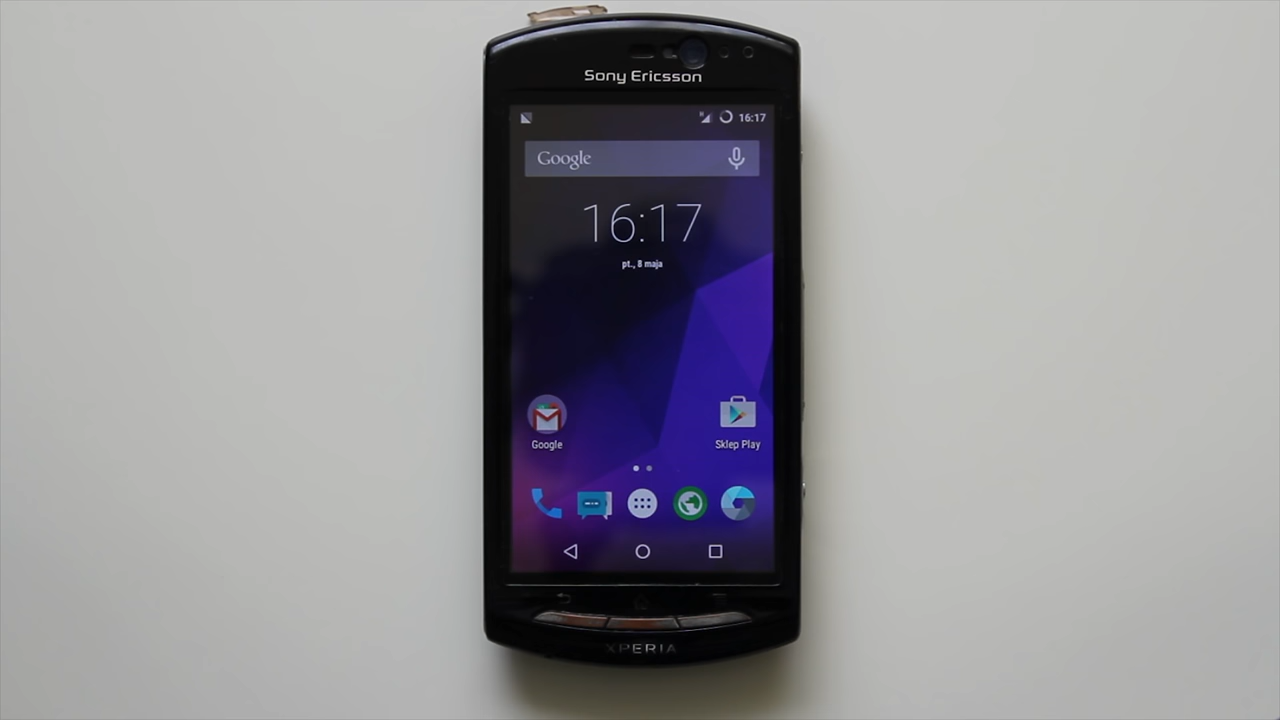 Sony Ericsson
16:17
Google
16:17
pt., 8 maja
Google
Sklep Play
XPERIA